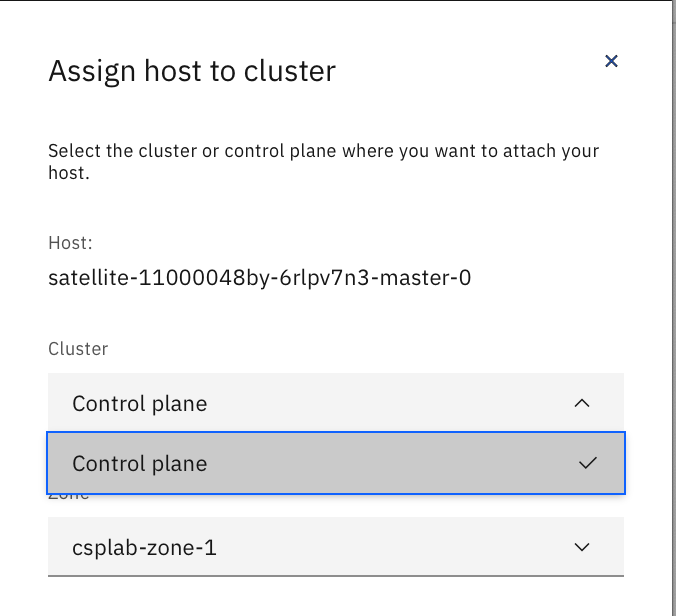 Assign host to cluster
Select the cluster or control plane where you want to attach your
host.
Host:
satellite-11000048by-6rlpv7n3-master-0
Cluster
Control plane
Control plane
Zone
csplab-zone-1